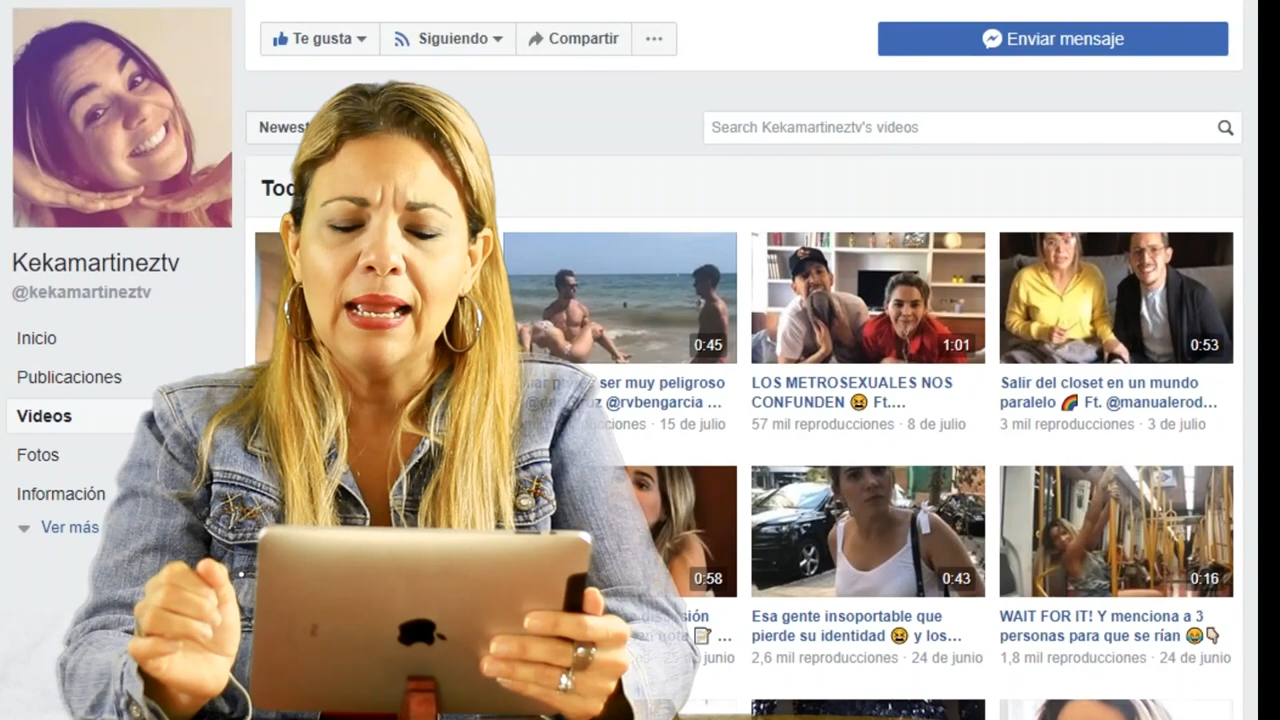 Te gusta
Siguiendo
Compartir
Enviar mensaje
Newest
Search Kekamartineztv's videos
Kekamartineztv
@kekamartineztv
Inicio
Publicaciones
Videos
Fotos
Información
Ver más
0:45
ser muy peligroso
@rvbengarcia ...
15 de julio
1:01
LOS METROSEXUALES NOS
CONFUNDEN 😆 Ft....
57 mil reproducciones · 8 de julio
0:53
Salir del closet en un mundo
paralelo 🌈 Ft. @manualerod...
3 mil reproducciones · 3 de julio
0:58
junio
0:43
Esa gente insoportable que
pierde su identidad 😆 y los...
2,6 mil reproducciones · 24 de junio
0:16
WAIT FOR IT! Y menciona a 3
personas para que se rían 😂👇
1,8 mil reproducciones · 24 de junio